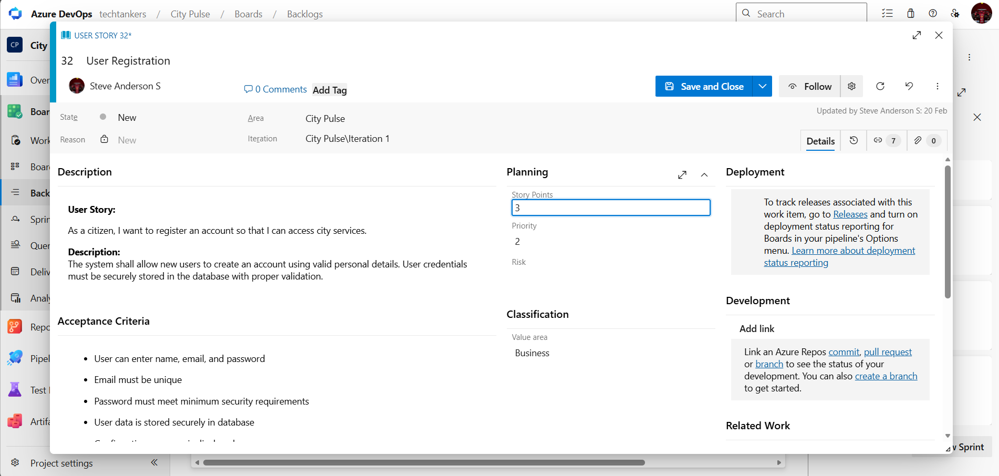 Azure DevOps techtankers / City Pulse / Boards / Backlogs
Search
CP City
USER STORY 32*
32 User Registration
Steve Anderson S
0 Comments
Add Tag
Save and Close
Follow
Updated by Steve Anderson S: 20 Feb
State
New
Area
City Pulse
Reason
New
Iteration
City Pulse\Iteration 1
Details
7
0
Over
Boar
Work
Boar
Back
Sprin
Quer
Deliv
Analy
Repo
Pipel
Test
Artifa
Project settings
Description
User Story:
As a citizen, I want to register an account so that I can access city services.
Description:
The system shall allow new users to create an account using valid personal details. User credentials
must be securely stored in the database with proper validation.
Acceptance Criteria
• User can enter name, email, and password
• Email must be unique
• Password must meet minimum security requirements
• User data is stored securely in database
Planning
Story Points
3
Priority
2
Risk
Classification
Value area
Business
Deployment
To track releases associated with this
work item, go to Releases and turn on
deployment status reporting for
Boards in your pipeline's Options
menu. Learn more about deployment
status reporting
Development
Add link
Link an Azure Repos commit, pull request
or branch to see the status of your
development. You can also create a branch
to get started.
Related Work
w Sprint